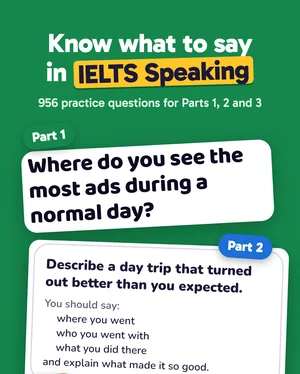 Know what to say
in IELTS Speaking
956 practice questions for Parts 1, 2 and 3
Part 1
Where do you see the
most ads during a
normal day?
Part 2
Describe a day trip that turned
out better than you expected.
You should say:
where you went
who you went with
what you did there
and explain what made it so good.